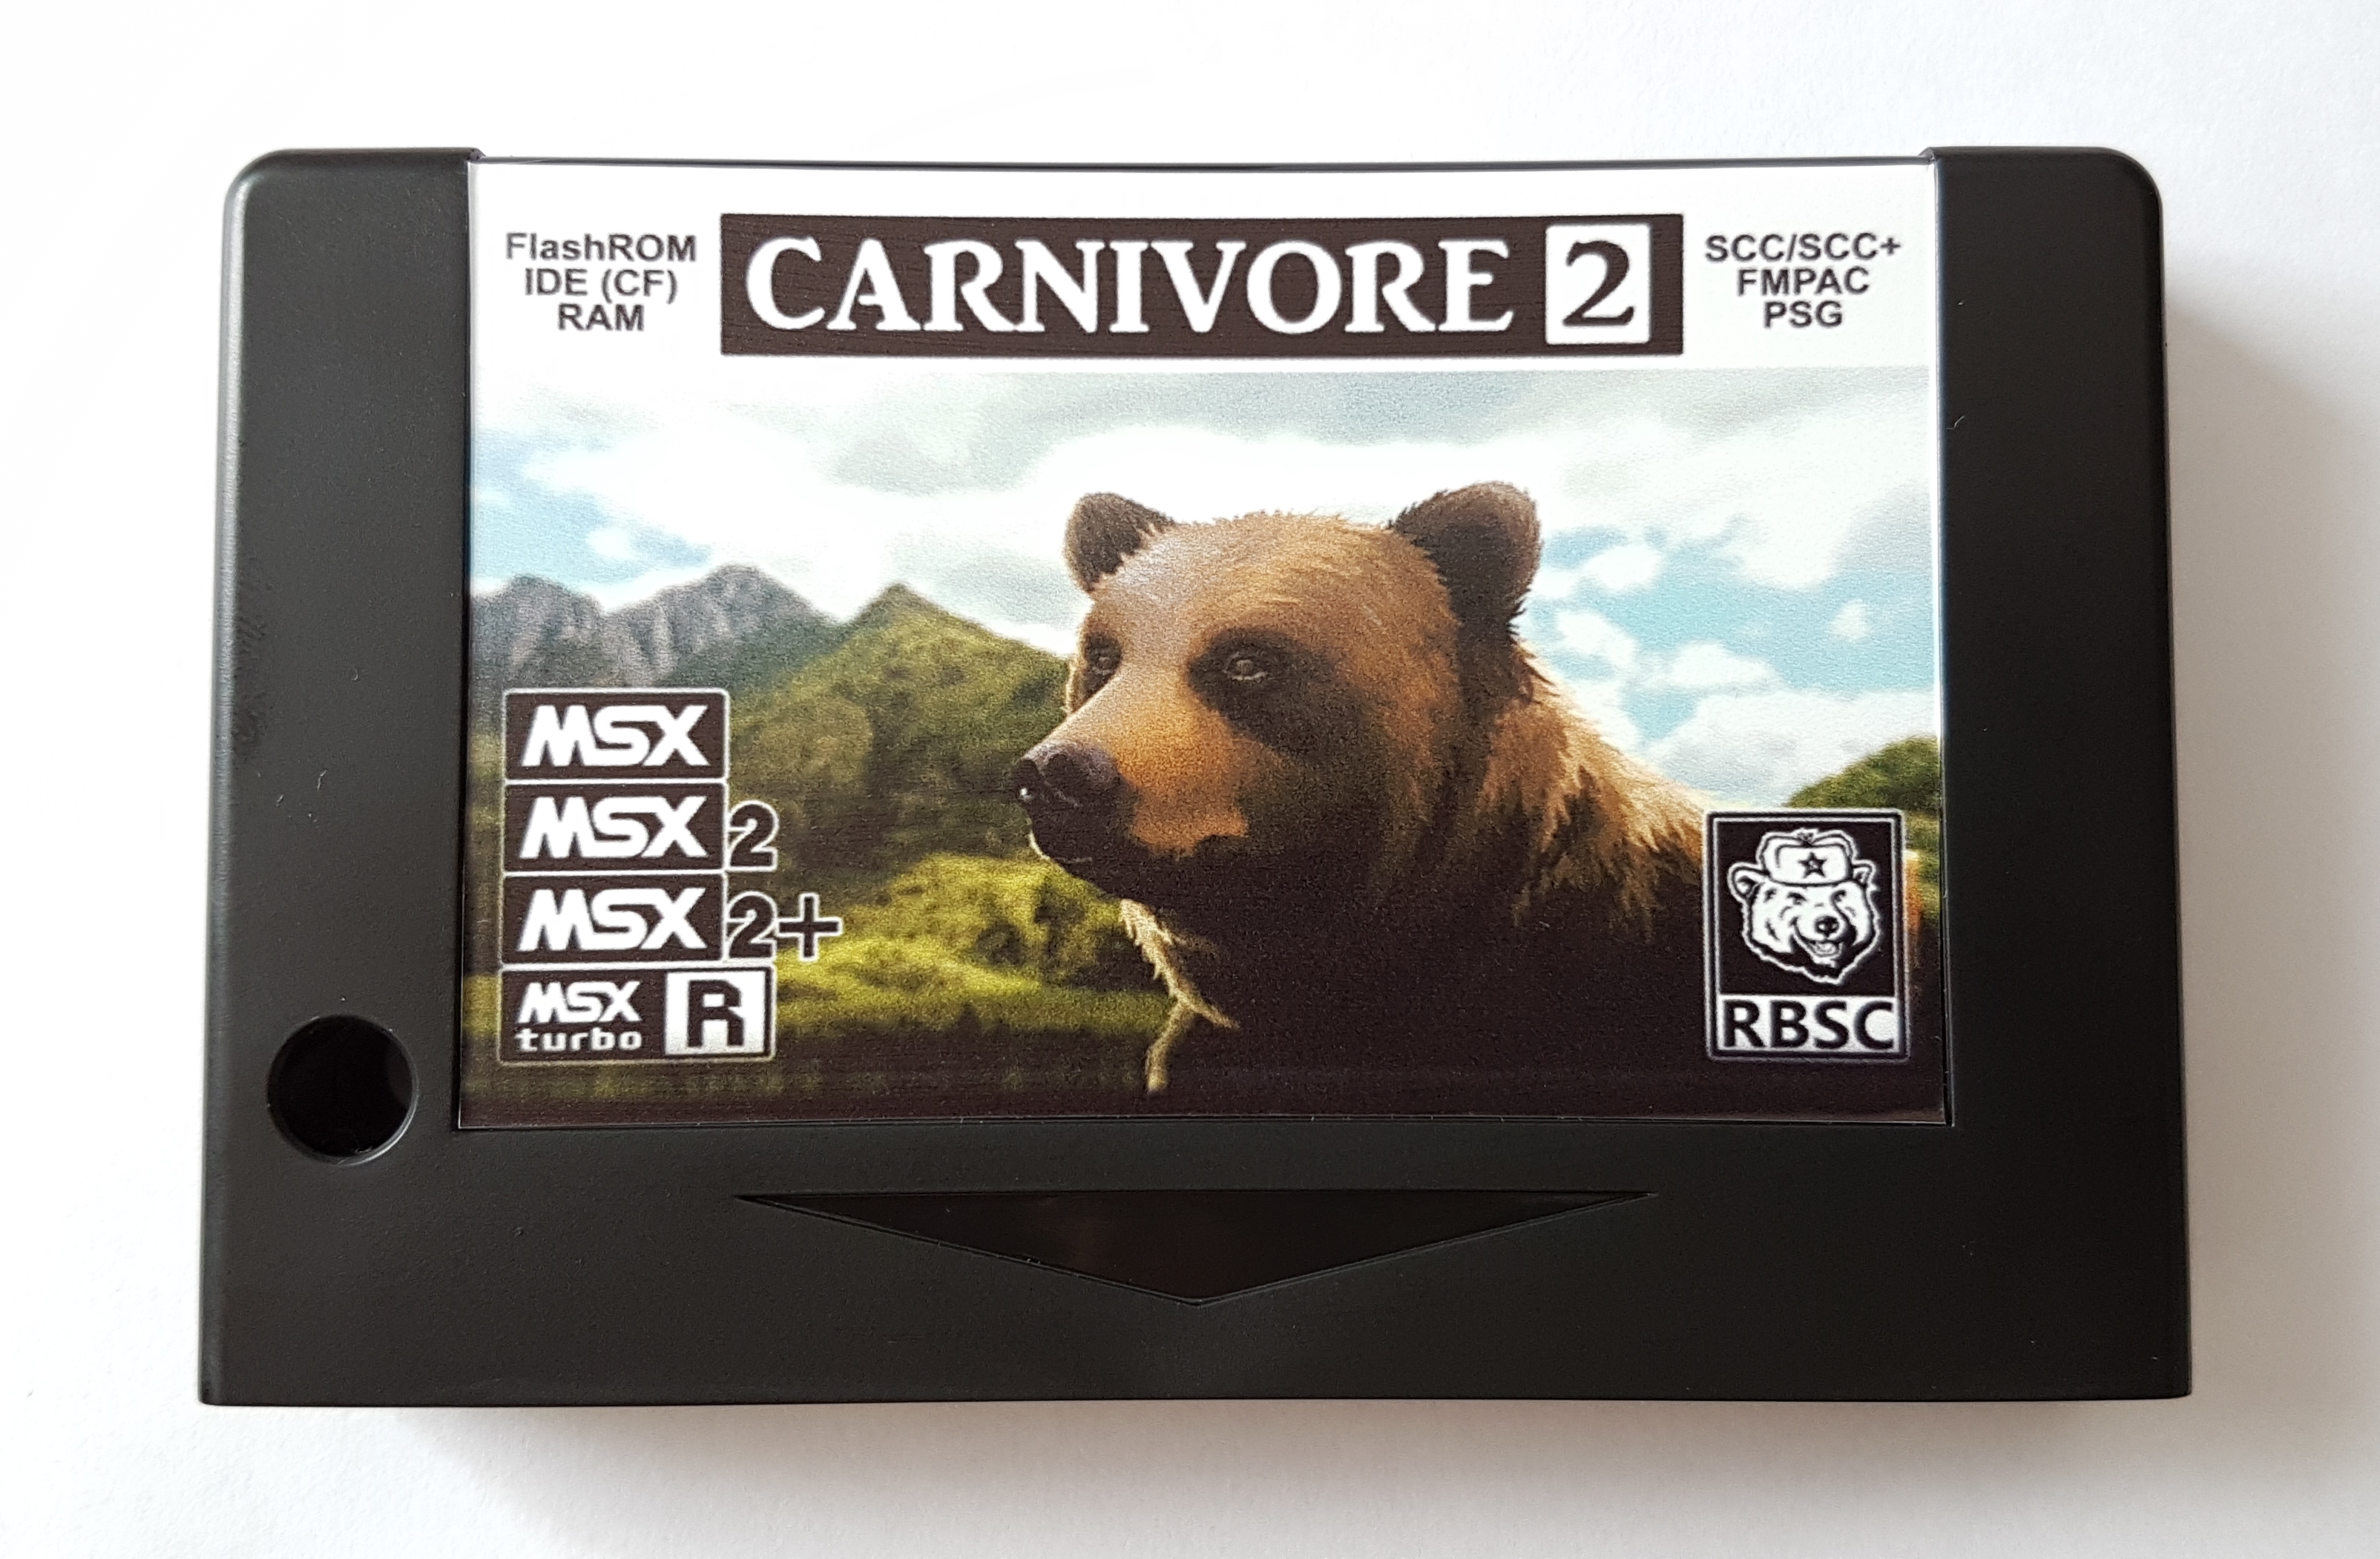 FlashROM
IDE (CF)
RAM
CARNIVORE 2
SCC/SCC+
FMPAC
PSG
MSX
MSX 2
MSX 2+
MSX
turbo R
RBSC